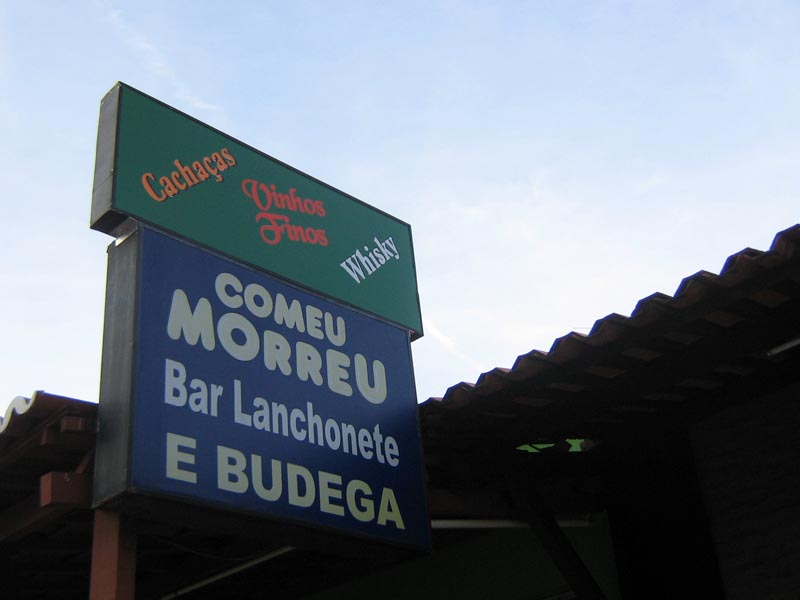 Cachaças
Vinhos
Finos
Whisky
COMEU
MORREU
Bar Lanchonete
E BUDEGA